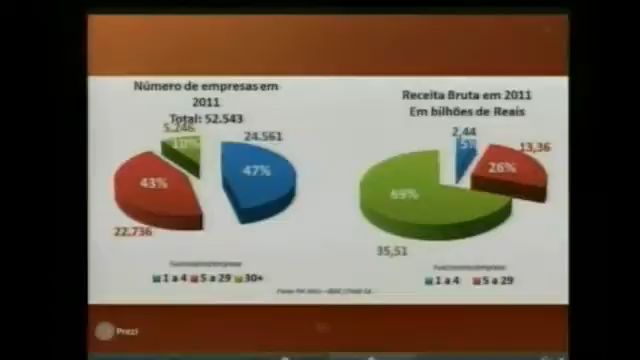 Número de empresas em
2011
Total: 52.543
5.246
10%
24.561
47%
43%
22.736
1 a 4 5 a 29 30+
Receita Bruta em 2011
Em bilhões de Reais
2,44
5%
13,36
26%
69%
35,51
1 a 4 5 a 29
Prezi